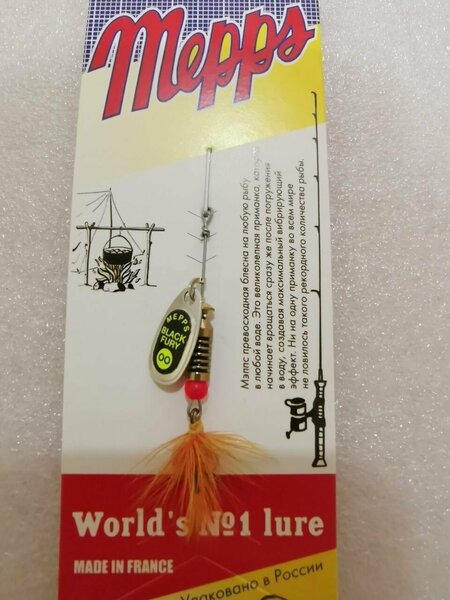 Mepps
Мэппс превосходная блесна на любую рыбу
в любой воде. Это великолепная приманка,
начинает вращаться сразу же после погружения
в воду, создавая максимальный вибрирующий
эффект. Ни на одну приманку во всем мире
не ловилось такого рекордного количества рыбы.
MEPPS
BLACK
FURY
00
World's №1 lure
MADE IN FRANCE
Упаковано в России